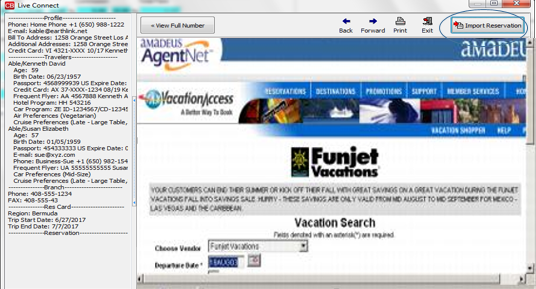 CB Live Connect
----------------Profile----------------
Phone: Home Phone +1 (650) 988-1222
E-mail: kable@earthlink.net
Bill To Address: 1258 Orange Street Los A
Additional Addresses: 1258 Orange Stree
Credit Card: VI 4321-XXXX 10/17 Kennet
----------------Travelers----------------
Able/Kenneth David
Age: 59
Birth Date: 06/23/1957
Passport: 4568999939 US Expire Date:
Credit Card: AX 37-XXXX-1234 08/19 Ke
Frequent Flyer: AA 4567888 Kenneth A
Hotel Program: HH 543216
Car Program: ZE ID-1234567/CD-1234
Air Preferences (Vegetarian)
Cruise Preferences (Late - Large Table,
Able/Susan Elizabeth
Age: 57
Birth Date: 01/05/1959
Passport: 454333333 US Expire Date: C
E-mail: sue@xyz.com
Phone: Business-Sue +1 (650) 982-154
Frequent Flyer: UA 55555555555 Susa
Car Preferences (Mid-Size)
Cruise Preferences (Late - Large Table,
----------------Branch----------------
Phone: 408-555-1234
FAX: 408-555-43
----------------Res Card----------------
Region: Bermuda
Trip Start Date: 6/27/2017
Trip End Date: 7/7/2017
----------------Reservation----------------
« View Full Number
Back
Forward
Print
Exit
Import Reservation
amadeus
AgentNet™
amadeu
VacationAccess
A Better Way To Book
RESERVATIONS DESTINATIONS PROMOTIONS SUPPORT MEMBER SERVICES HO
VACATION SHOPPER HELP
Funjet
Vacations
YOUR CUSTOMERS CAN END THEIR SUMMER OR KICK OFF THEIR FALL WITH GREAT SAVINGS ON A GREAT VACATION DURING THE FUNJET
VACATIONS FALL INTO SAVINGS SALE. HURRY - THESE SAVINGS ARE ONLY VALID FROM MID AUGUST TO MID SEPTEMBER FOR MEXICO -
LAS VEGAS AND THE CARIBBEAN.
Vacation Search
Fields denoted with an asterisk(*) are required.
Choose Vendor
Funjet Vacations
Departure Date *
18AUG03